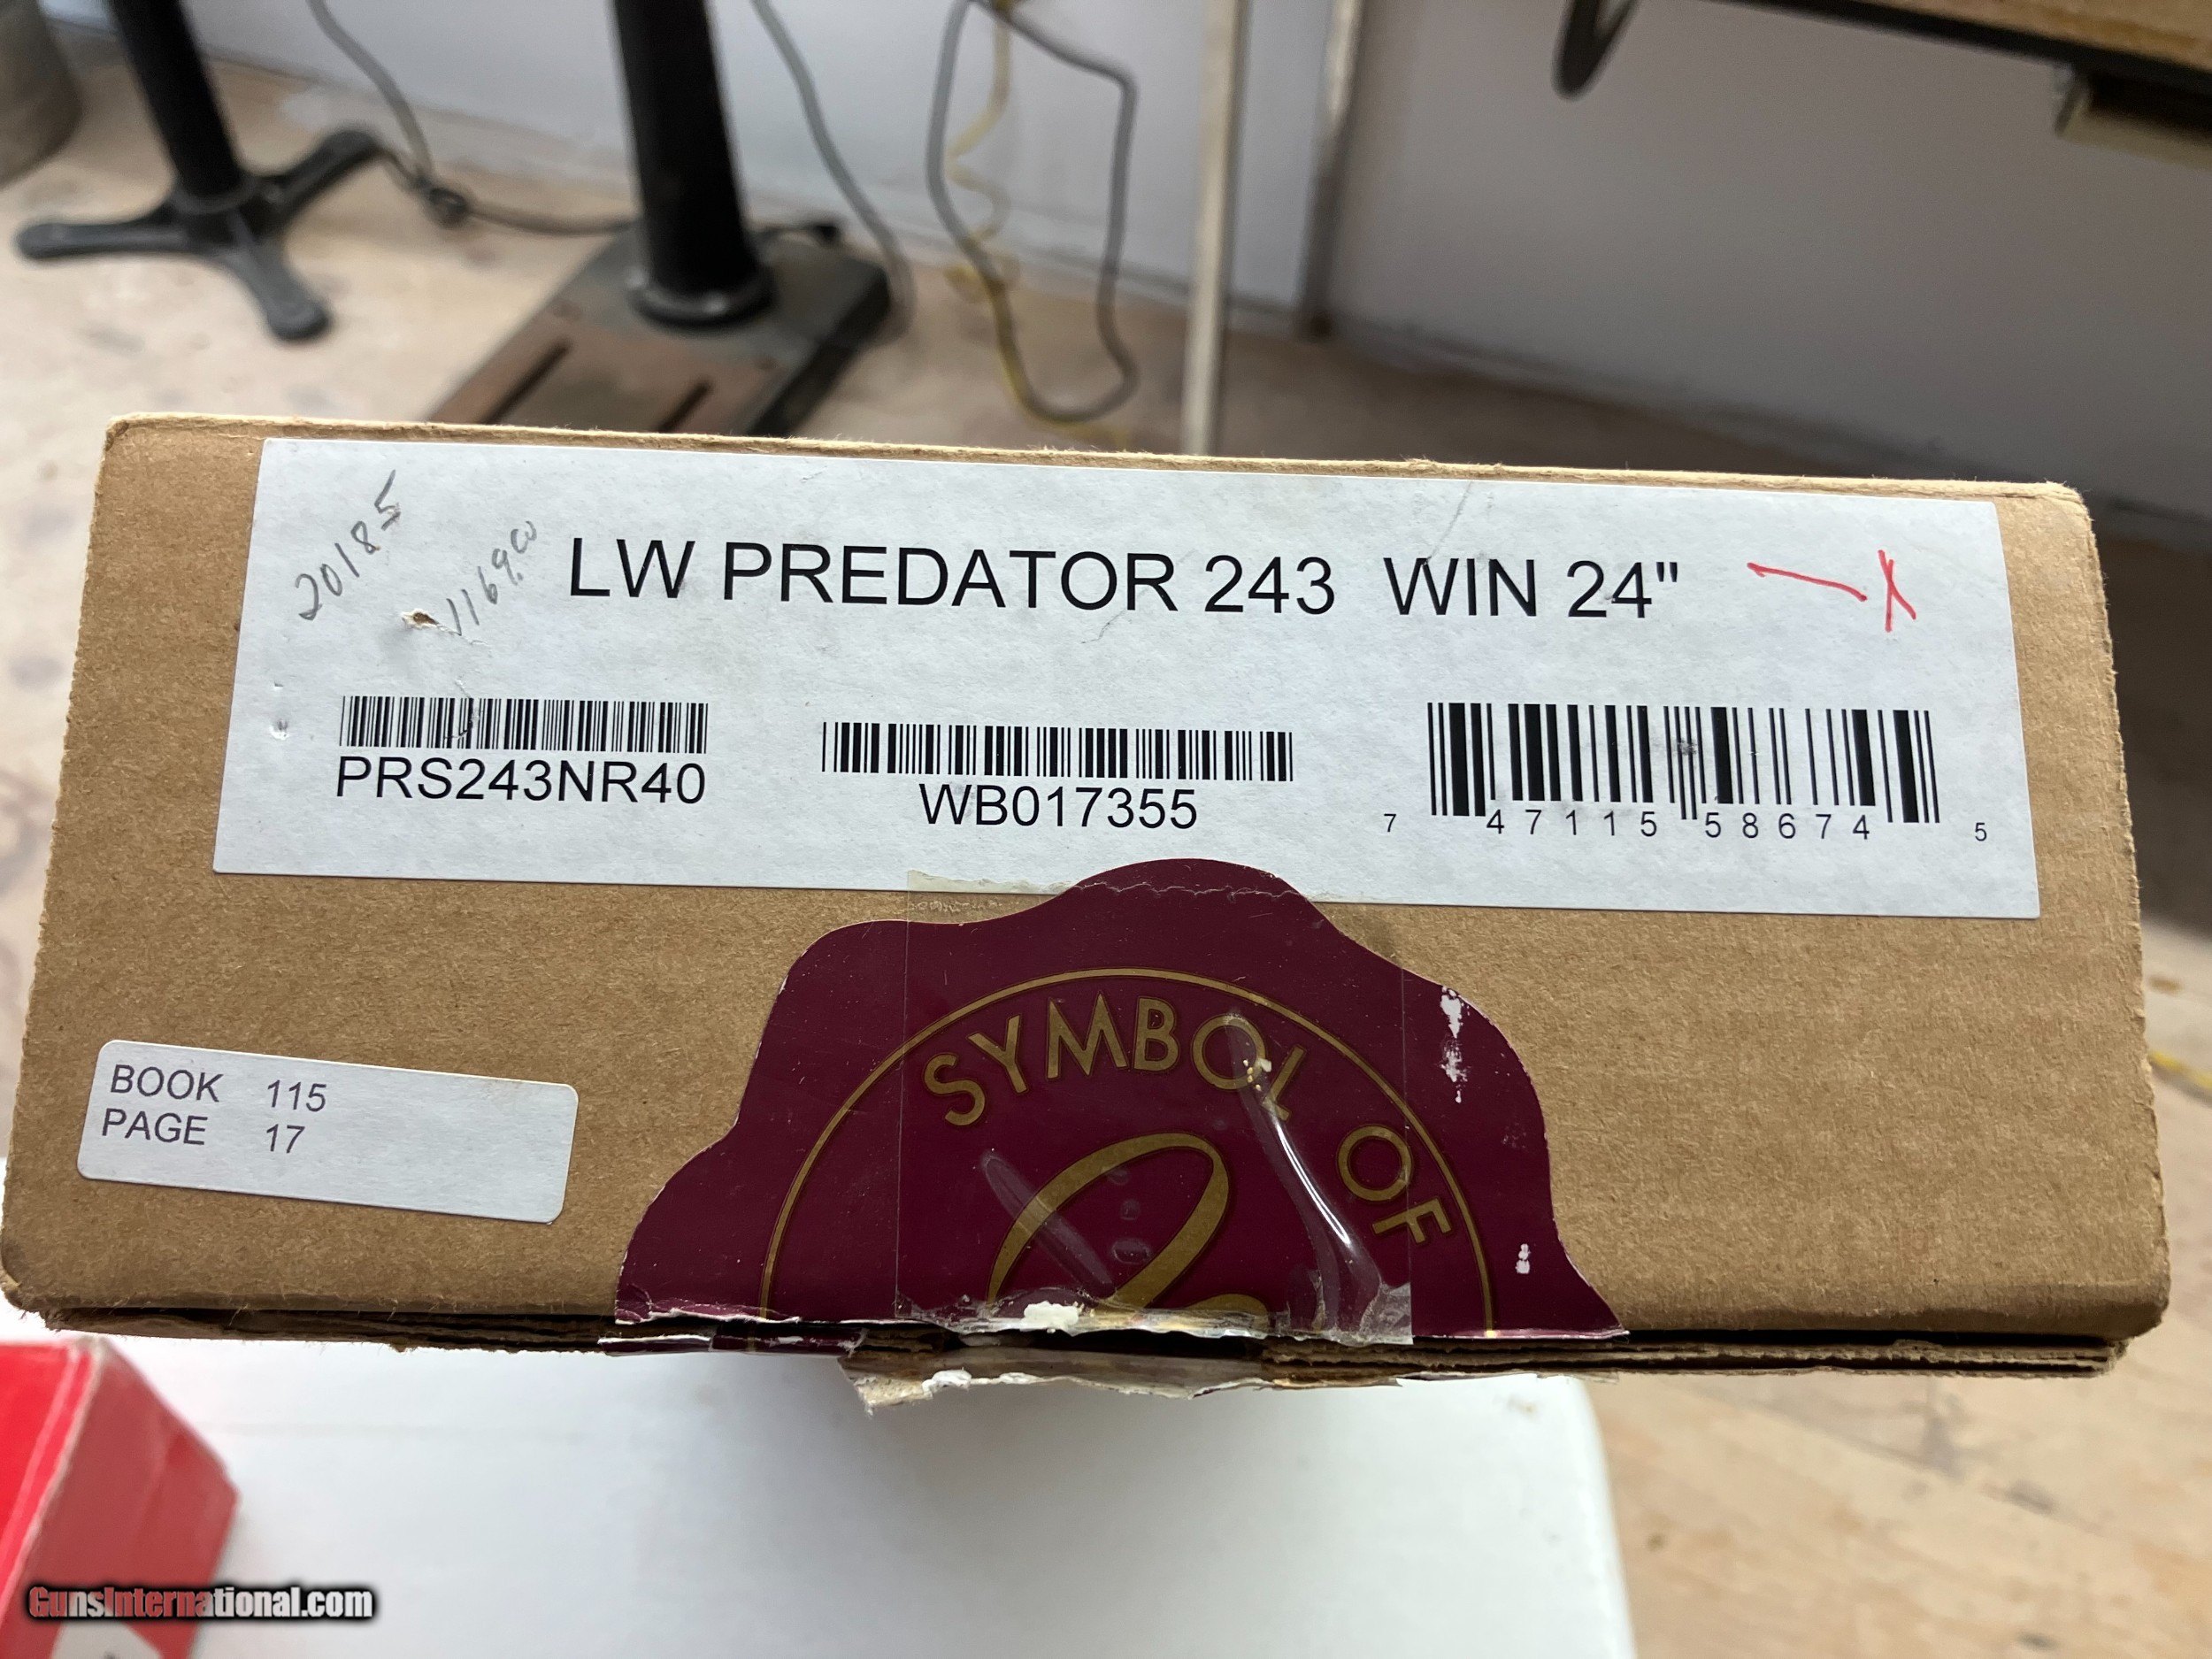 20185
1169.00
LW PREDATOR 243 WIN 24"
PRS243NR40
WB017355
7 47115 58674 5
BOOK 115
PAGE 17
SYMBOL OF
GunsInternational.com